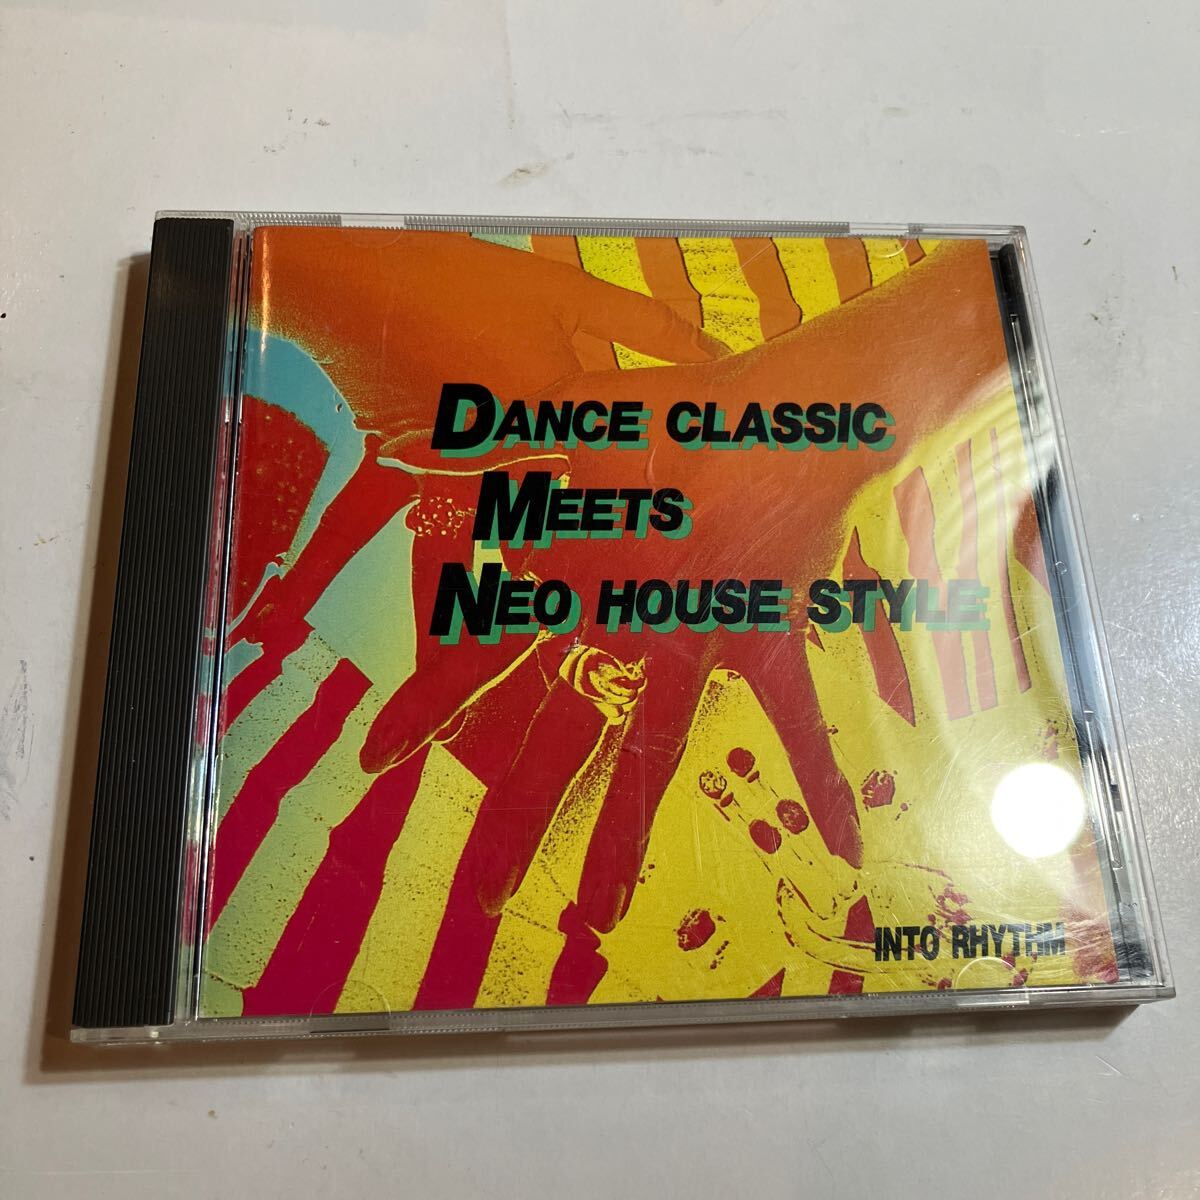 DANCE CLASSIC
MEETS
NEO HOUSE STYLE
INTO RHYTHM